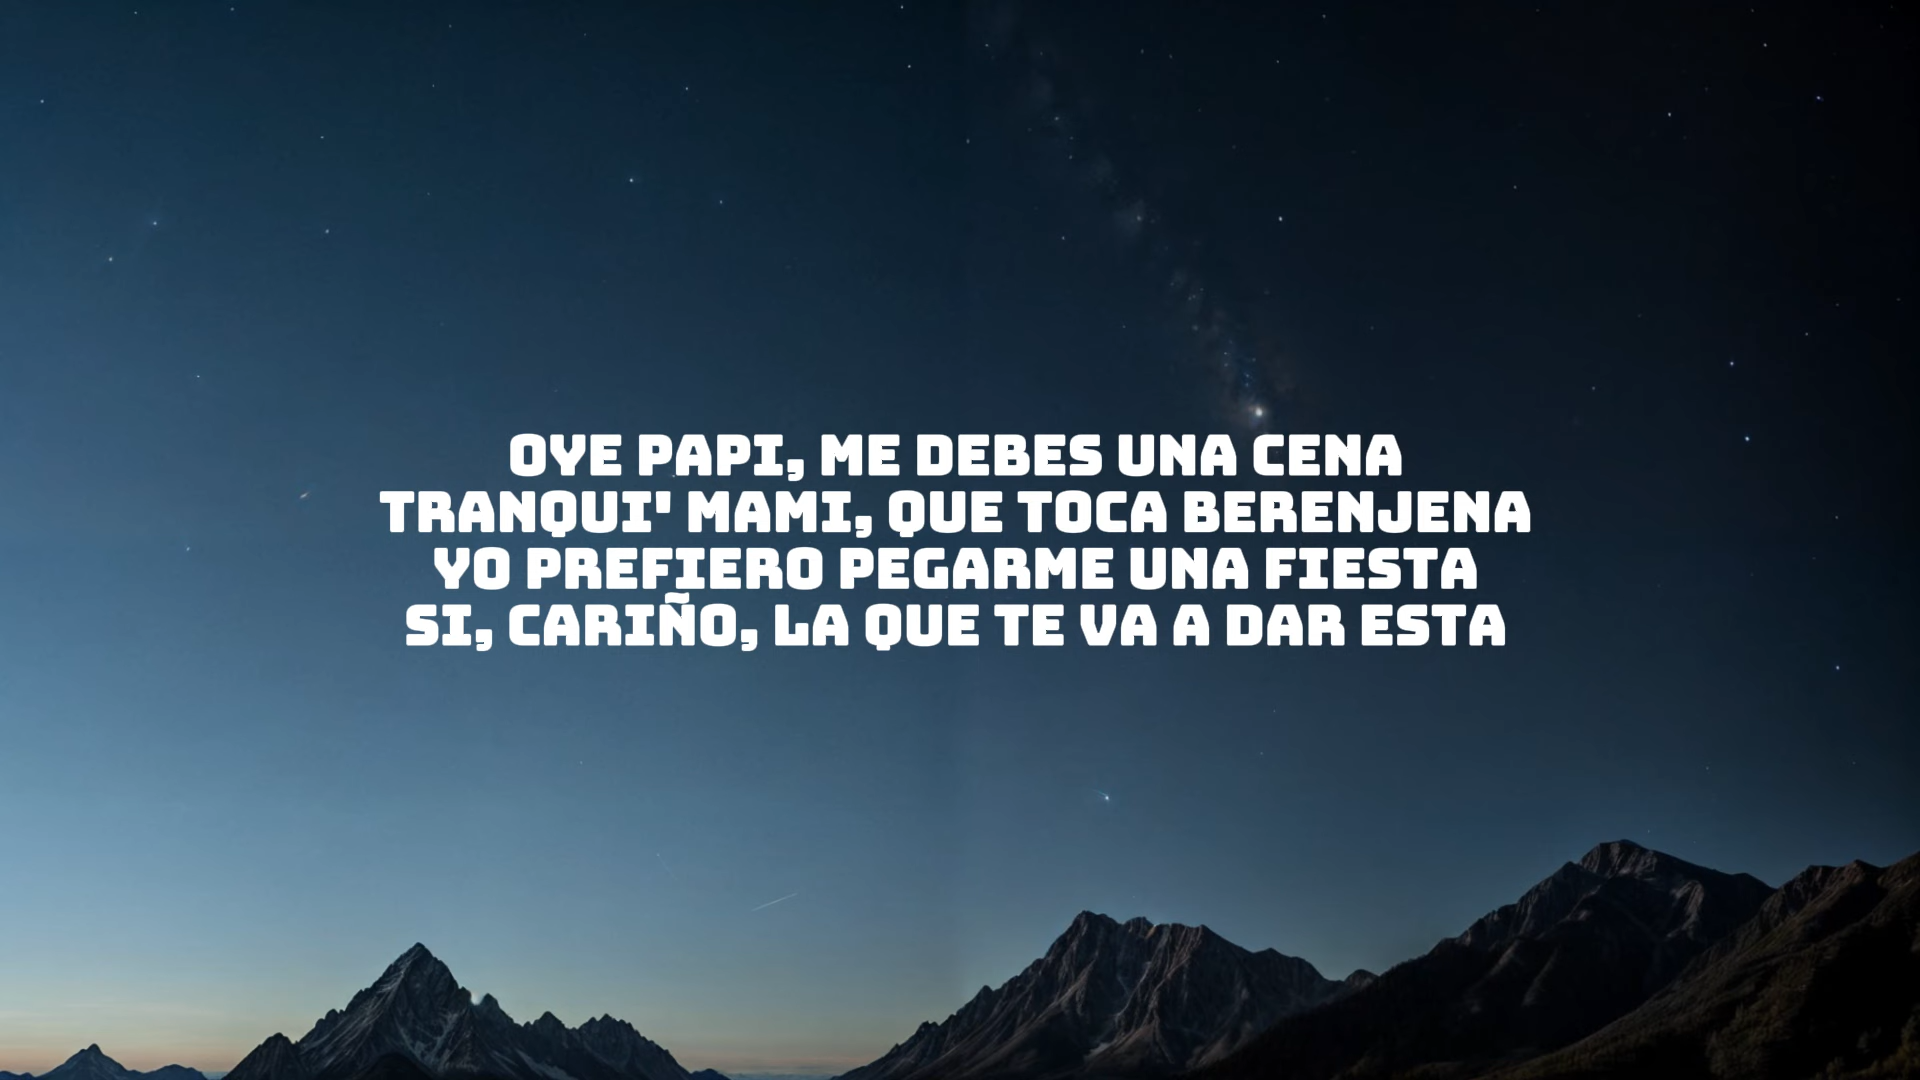 OYE PAPI, ME DEBES UNA CENA
TRANQUI' MAMI, QUE TOCA BERENJENA
YO PREFIERO PEGARME UNA FIESTA
SI, CARIÑO, LA QUE TE VA A DAR ESTA